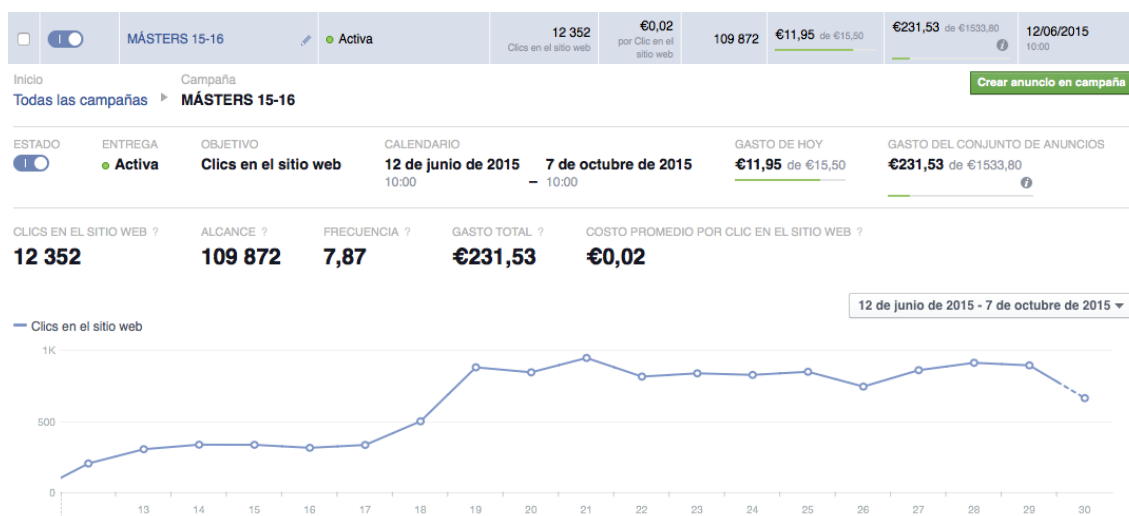 MÁSTERS 15-16 Activa 12 352 €0,02 109 872 €11,95 de €15,50 €231,53 de €1533,80 12/06/2015
Clics en el sitio web por Clic en el sitio web 10:00
Inicio Campaña
Todas las campañas MÁSTERS 15-16 Crear anuncio en campaña
ESTADO ENTREGA OBJETIVO CALENDARIO GASTO DE HOY GASTO DEL CONJUNTO DE ANUNCIOS
Activa Clics en el sitio web 12 de junio de 2015 7 de octubre de 2015 €11,95 de €15,50 €231,53 de €1533,80
10:00 – 10:00
CLICS EN EL SITIO WEB ? ALCANCE ? FRECUENCIA ? GASTO TOTAL ? COSTO PROMEDIO POR CLIC EN EL SITIO WEB ?
12 352 109 872 7,87 €231,53 €0,02
12 de junio de 2015 - 7 de octubre de 2015
Clics en el sitio web
1K
500
0
13 14 15 16 17 18 19 20 21 22 23 24 25 26 27 28 29 30